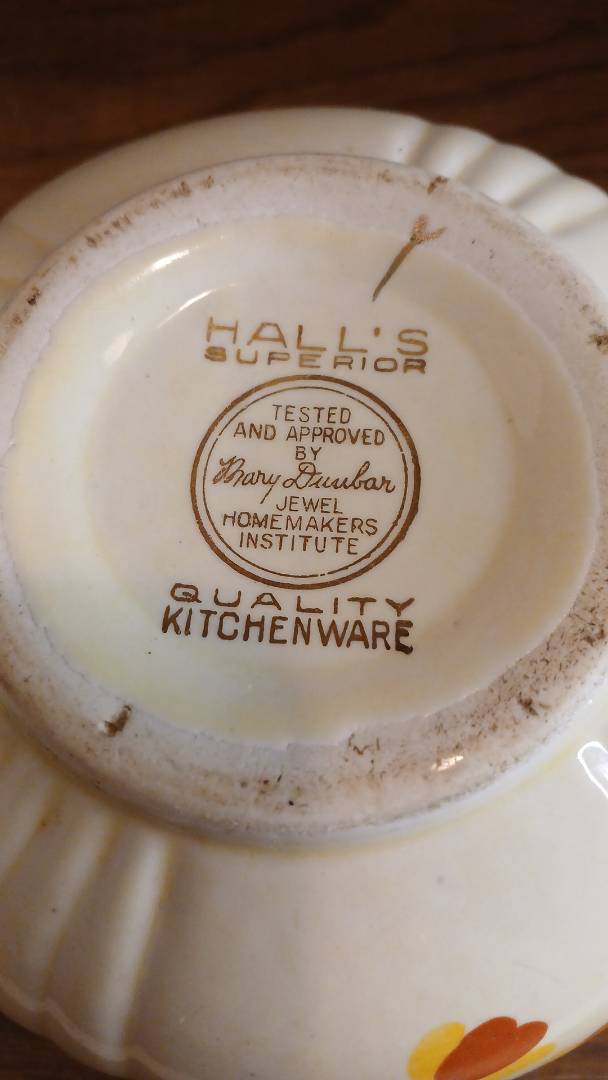 HALL'S
SUPERIOR
TESTED
AND APPROVED
BY
Mary Dunbar
JEWEL
HOMEMAKERS
INSTITUTE
QUALITY
KITCHENWARE